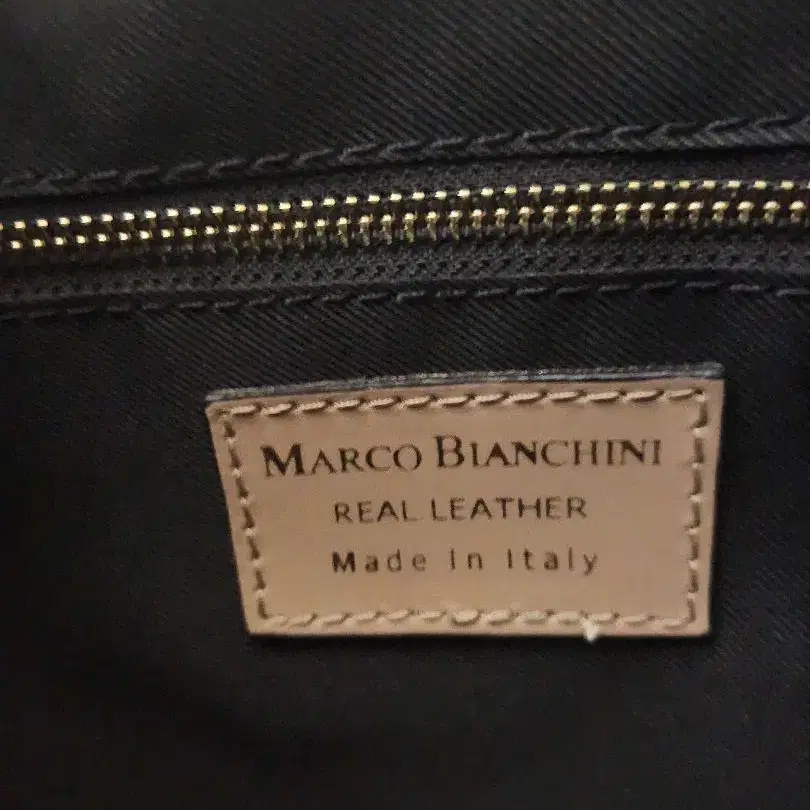 MARCO BIANCHINI
REAL LEATHER
Made in Italy